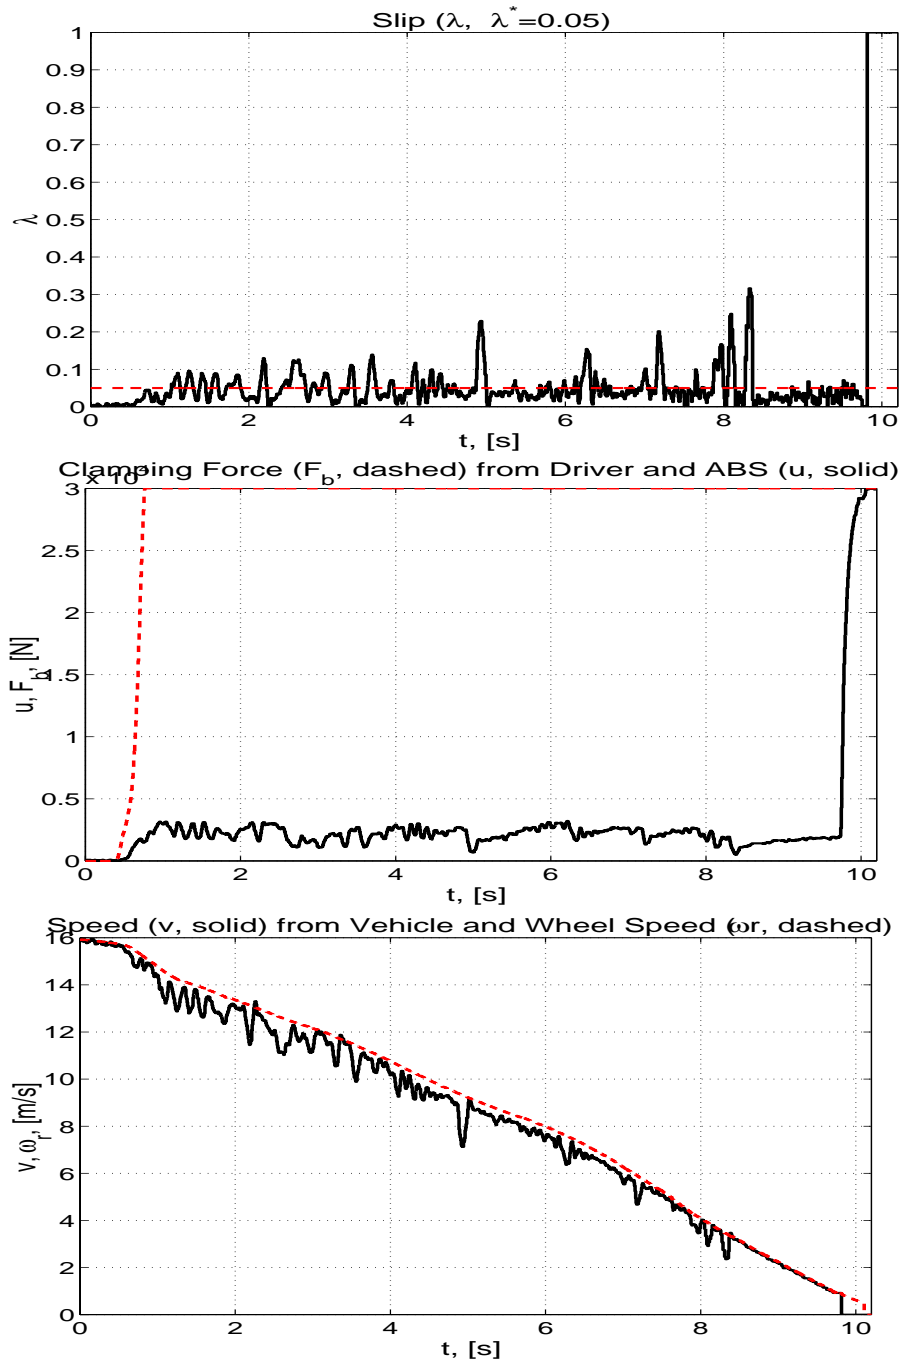 Slip (λ, λ*=0.05)
1
0.9
0.8
0.7
0.6
0.5
0.4
0.3
0.2
0.1
0
λ
0 2 4 6 8 10
t, [s]
Clamping Force (F_b, dashed) from Driver and ABS (u, solid)
3
2.5
2
1.5
1
0.5
0
u, F_b, [N]
0 2 4 6 8 10
t, [s]
Speed (v, solid) from Vehicle and Wheel Speed (ωr, dashed)
16
14
12
10
8
6
4
2
0
v, ω_r, [m/s]
0 2 4 6 8 10
t, [s]